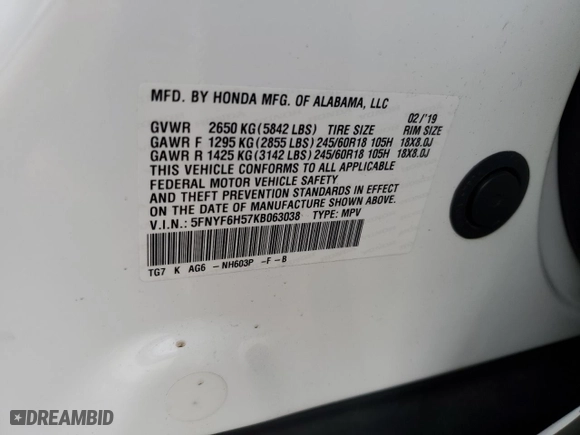 MFD. BY HONDA MFG. OF ALABAMA, LLC
02/'19
GVWR 2650 KG(5842 LBS) TIRE SIZE RIM SIZE
GAWR F 1295 KG(2855 LBS) 245/60R18 105H 18X8.0J
GAWR R 1425 KG(3142 LBS) 245/60R18 105H 18X8.0J
THIS VEHICLE CONFORMS TO ALL APPLICABLE
FEDERAL MOTOR VEHICLE SAFETY
AND THEFT PREVENTION STANDARDS IN EFFECT
ON THE DATE OF MANUFACTURE SHOWN ABOVE.
V.I.N.: 5FNYF6H57KB063038 TYPE: MPV
TG7 K AG6 - NH603P -F-B
DREAMBID